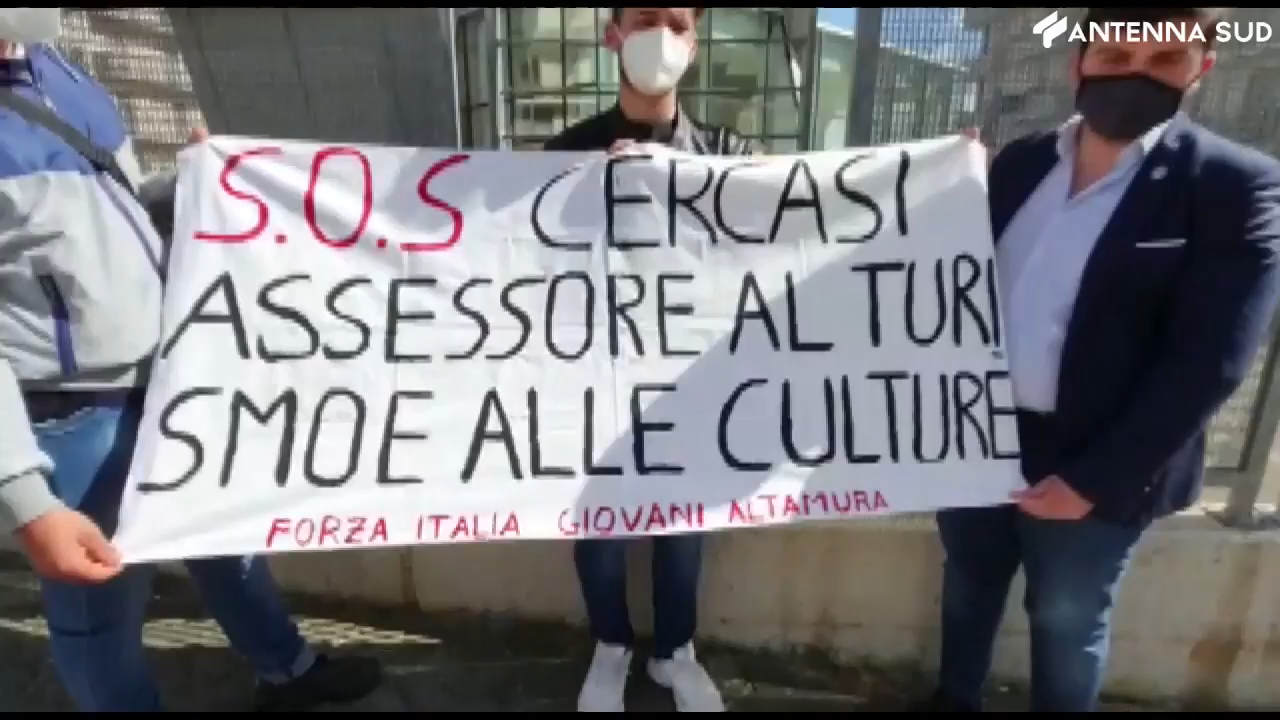 ANTENNA SUD
S.O.S CERCASI
ASSESSORE AL TURI
SMOE ALLE CULTURE
FORZA ITALIA GIOVANI ALTAMURA